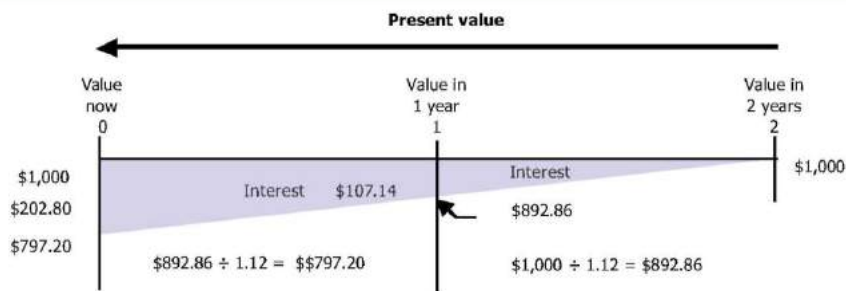 Present value
Value now 0
Value in 1 year 1
Value in 2 years 2
$1,000
$202.80
$797.20
Interest $107.14
Interest
$1,000
$892.86
$892.86 ÷ 1.12 = $$797.20
$1,000 ÷ 1.12 = $892.86